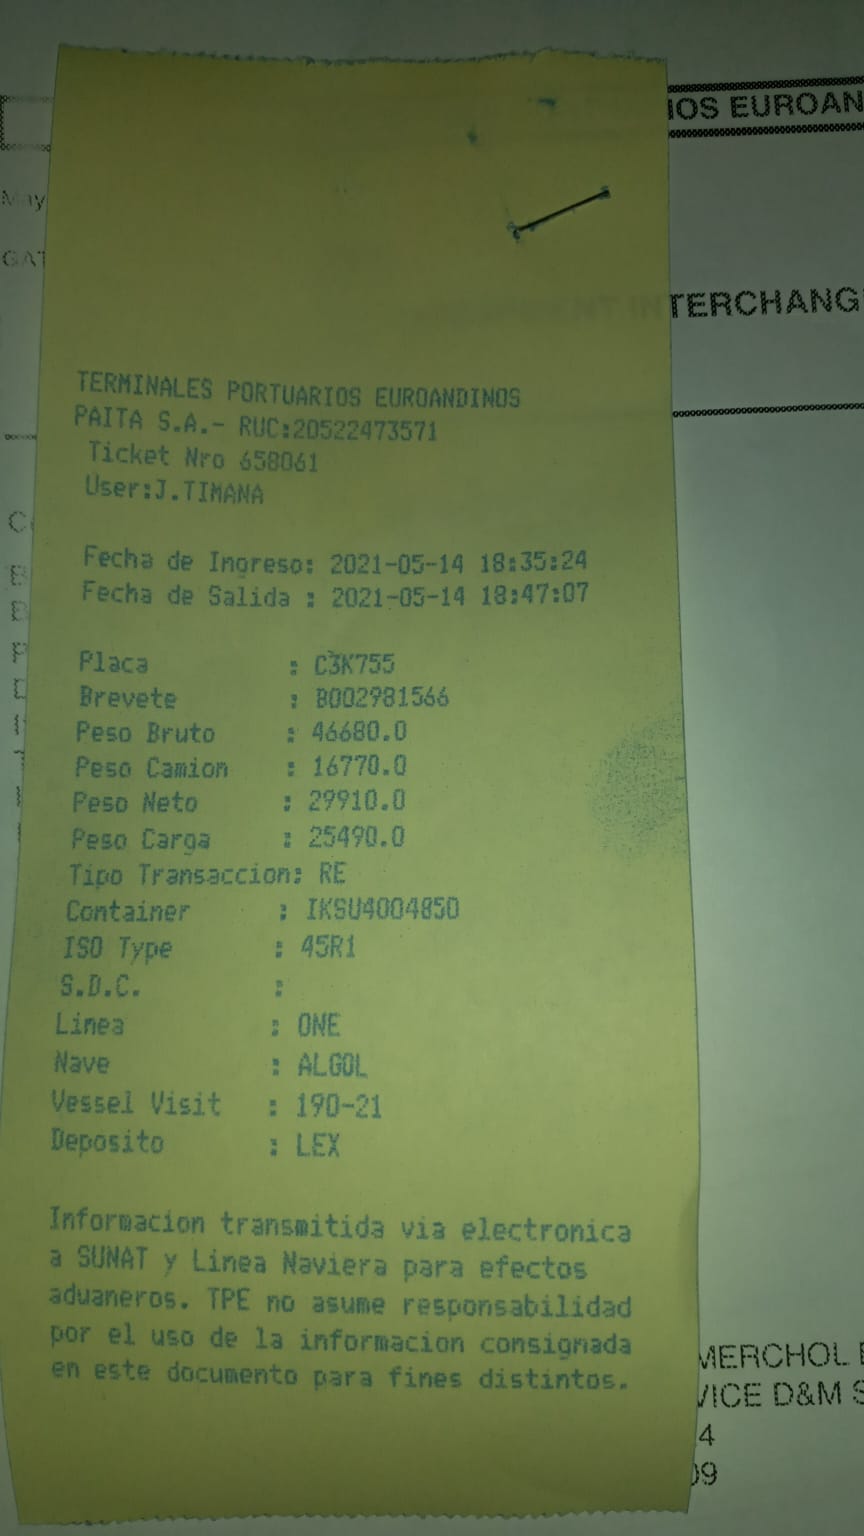 IOS EUROAN
May
GAT
TERCHANG
TERMINALES PORTUARIOS EUROANDINOS
PAITA S.A.- RUC:20522473571
Ticket Nro 658061
User:J.TIMANA
Fecha de Ingreso: 2021-05-14 18:35:24
Fecha de Salida : 2021-05-14 18:47:07
Placa : C3K755
Brevete : B002981566
Peso Bruto : 46680.0
Peso Camion : 16770.0
Peso Neto : 29910.0
Peso Carga : 25490.0
Tipo Transaccion: RE
Container : IKSU4004850
ISO Type : 45R1
S.D.C. :
Linea : ONE
Nave : ALGOL
Vessel Visit : 190-21
Deposito : LEX
Informacion transmitida via electronica
a SUNAT y Linea Naviera para efectos
aduaneros. TPE no asume responsabilidad
por el uso de la informacion consignada
en este documento para fines distintos.
MERCHOL
VICE D&M S
4
09